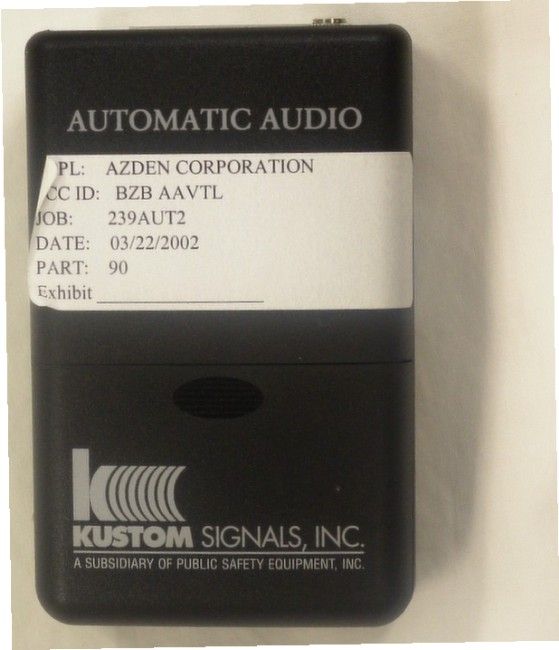 AUTOMATIC AUDIO
PL: AZDEN CORPORATION
CC ID: BZB AAVTL
JOB: 239AUT2
DATE: 03/22/2002
PART: 90
Exhibit
KUSTOM SIGNALS, INC.
A SUBSIDIARY OF PUBLIC SAFETY EQUIPMENT, INC.